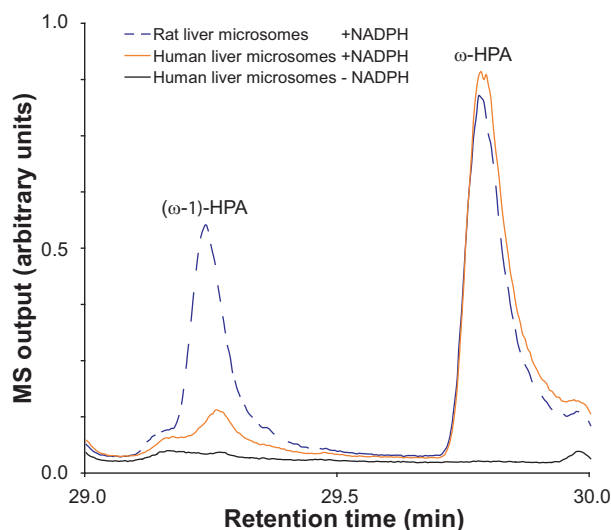 1.0
Rat liver microsomes +NADPH
Human liver microsomes +NADPH
Human liver microsomes - NADPH
ω-HPA
(ω-1)-HPA
0.5
0.0
MS output (arbitrary units)
29.0 29.5 30.0
Retention time (min)